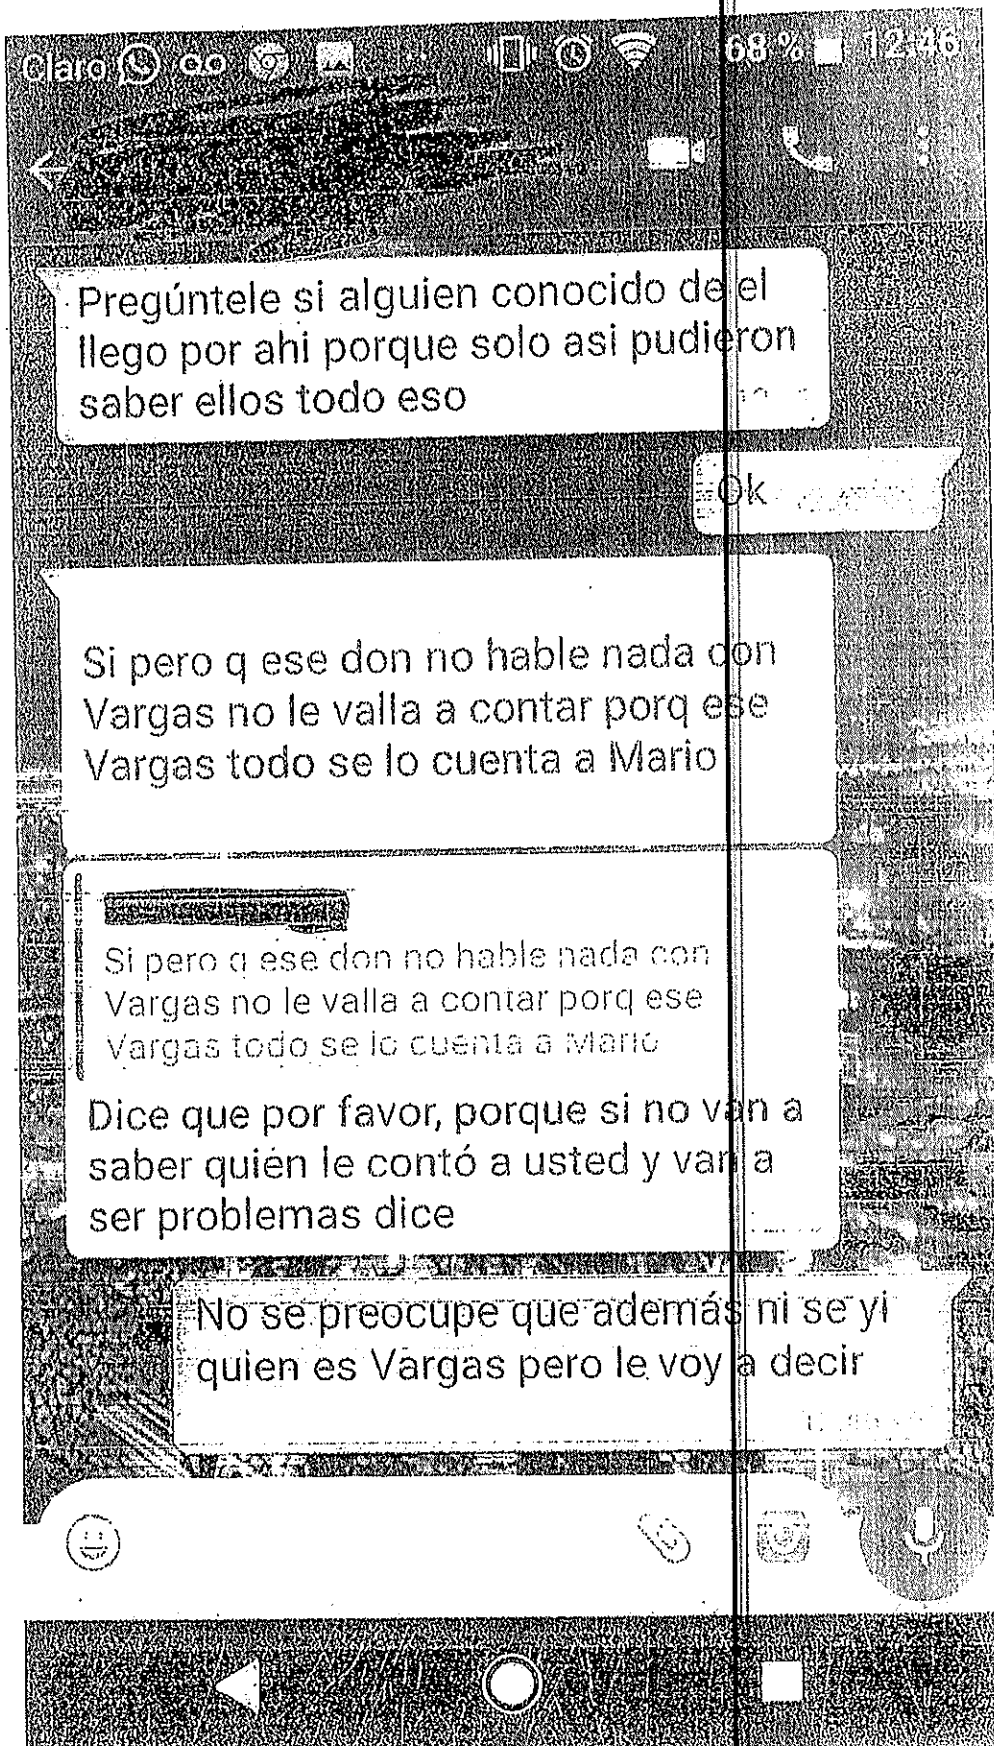 Claro 68 % 12:46
Pregúntele si alguien conocido de el
llego por ahi porque solo asi pudieron
saber ellos todo eso
Ok
Si pero q ese don no hable nada con
Vargas no le valla a contar porq ese
Vargas todo se lo cuenta a Mario
Si pero q ese don no hable nada con
Vargas no le valla a contar porq ese
Vargas todo se lo cuenta a Mario
Dice que por favor, porque si no van a
saber quién le contó a usted y van a
ser problemas dice
No se preocupe que además ni se yi
quien es Vargas pero le voy a decir